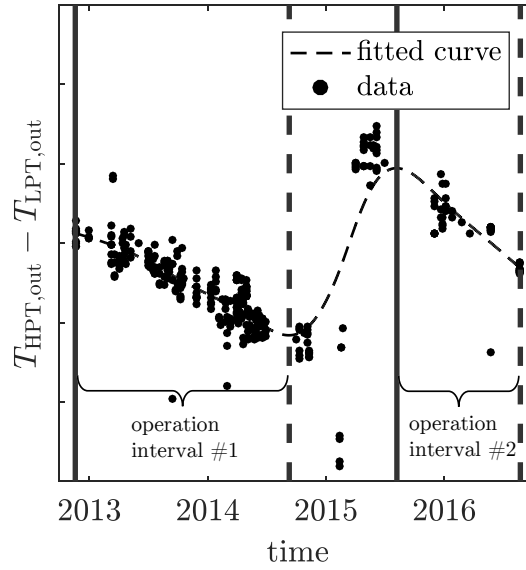 fitted curve
data
T_HPT,out − T_LPT,out
operation
interval #1
operation
interval #2
2013 2014 2015 2016
time